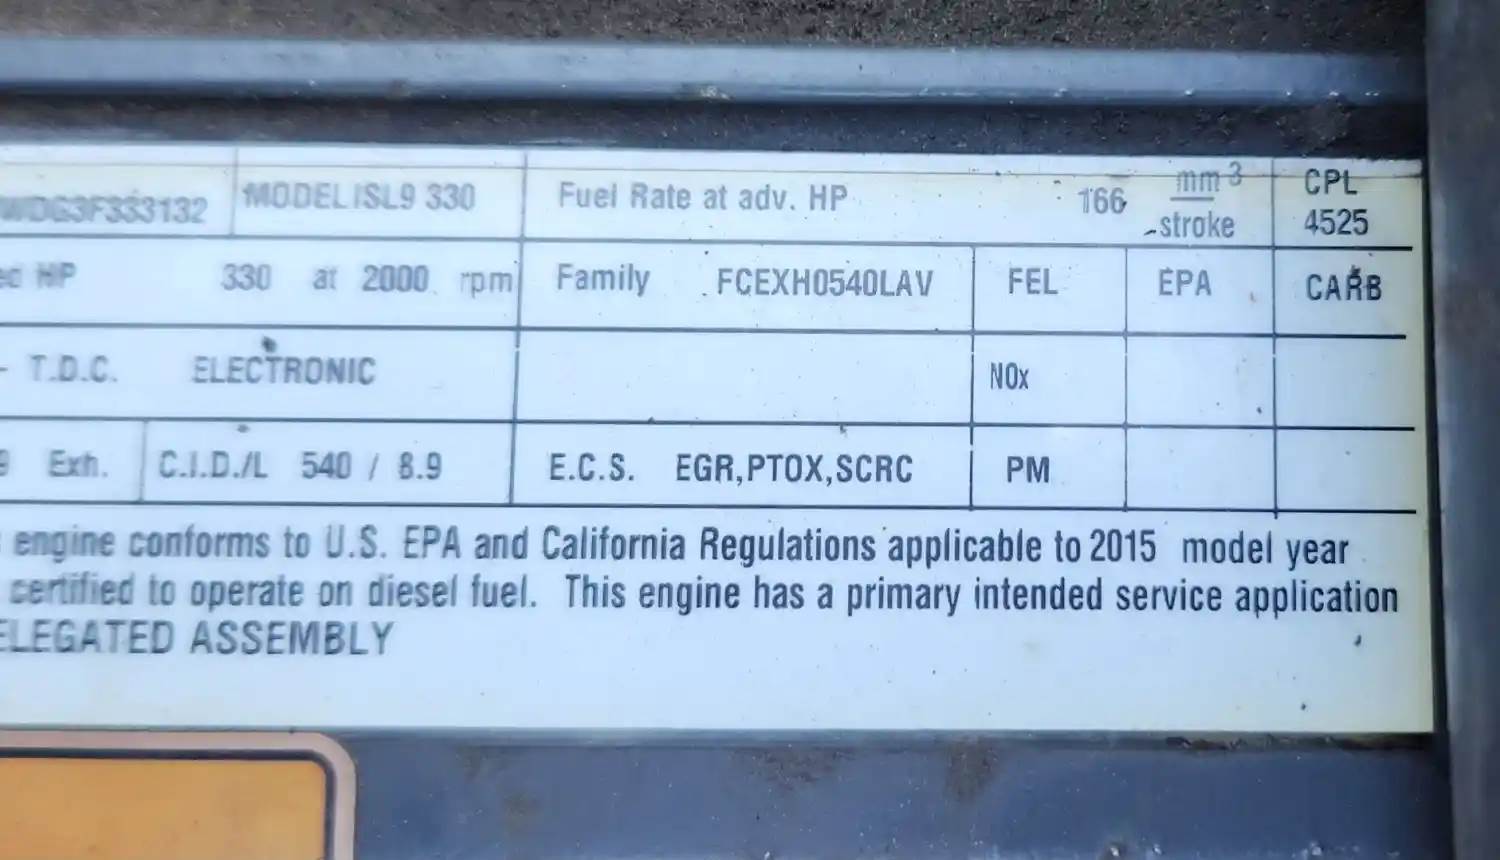 WDG3F333132 MODEL ISL9 330 Fuel Rate at adv. HP 166 mm3 stroke CPL 4525
HP 330 at 2000 rpm Family FCEXH0540LAV FEL EPA CARB
- T.D.C. ELECTRONIC NOx
9 Exh. C.I.D./L 540 / 8.9 E.C.S. EGR,PTOX,SCRC PM
engine conforms to U.S. EPA and California Regulations applicable to 2015 model year
certified to operate on diesel fuel. This engine has a primary intended service application
ELEGATED ASSEMBLY